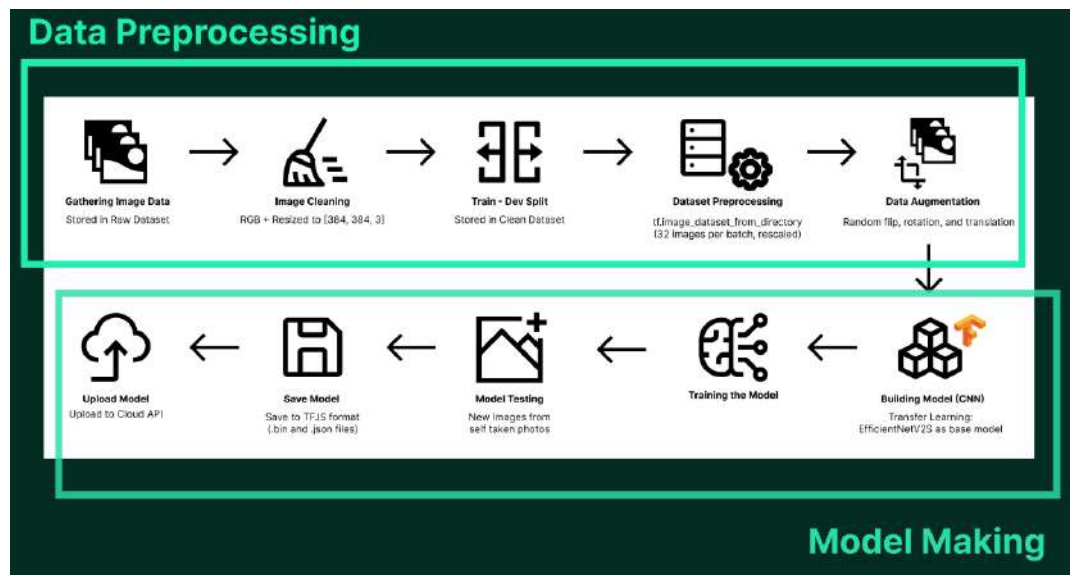 Data Preprocessing
Gathering Image Data
Stored in Raw Dataset
Image Cleaning
RGB + Resized to [384, 384, 3]
Train - Dev Split
Stored in Clean Dataset
Dataset Preprocessing
tf.image_dataset_from_directory
(32 images per batch, rescaled)
Data Augmentation
Random flip, rotation, and translation
Building Model (CNN)
Transfer Learning:
EfficientNetV2S as base model
Training the Model
Model Testing
New Images from
self taken photos
Save Model
Save to TFJS format
(.bin and .json files)
Upload Model
Upload to Cloud API
Model Making